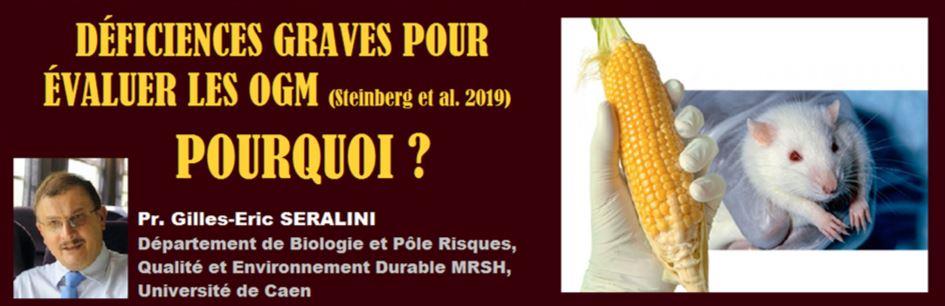 DÉFICIENCES GRAVES POUR
ÉVALUER LES OGM (Steinberg et al. 2019)
POURQUOI ?
Pr. Gilles-Eric SERALINI
Département de Biologie et Pôle Risques,
Qualité et Environnement Durable MRSH,
Université de Caen